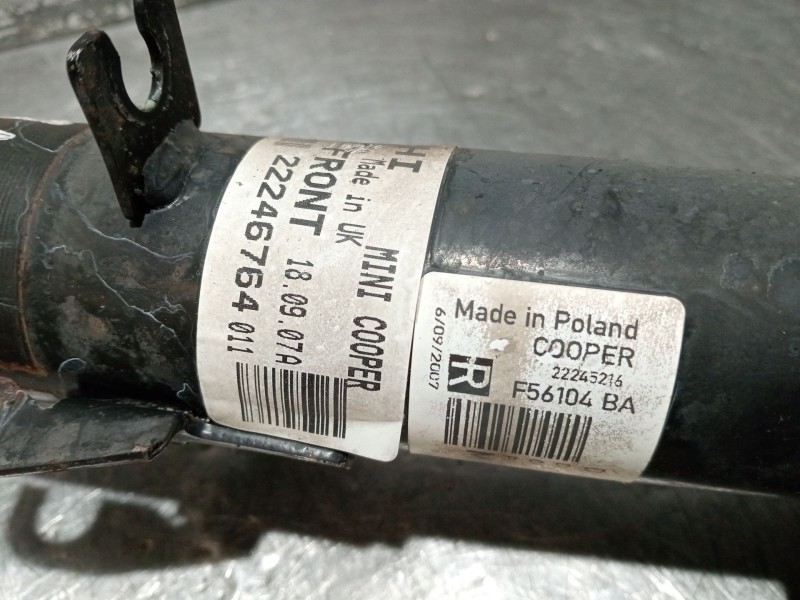 HI MINI COOPER
Made in UK
FRONT 18.09.07A
22246764 011
Made in Poland
COOPER
22245216
F56104 BA
R
6/09/2007